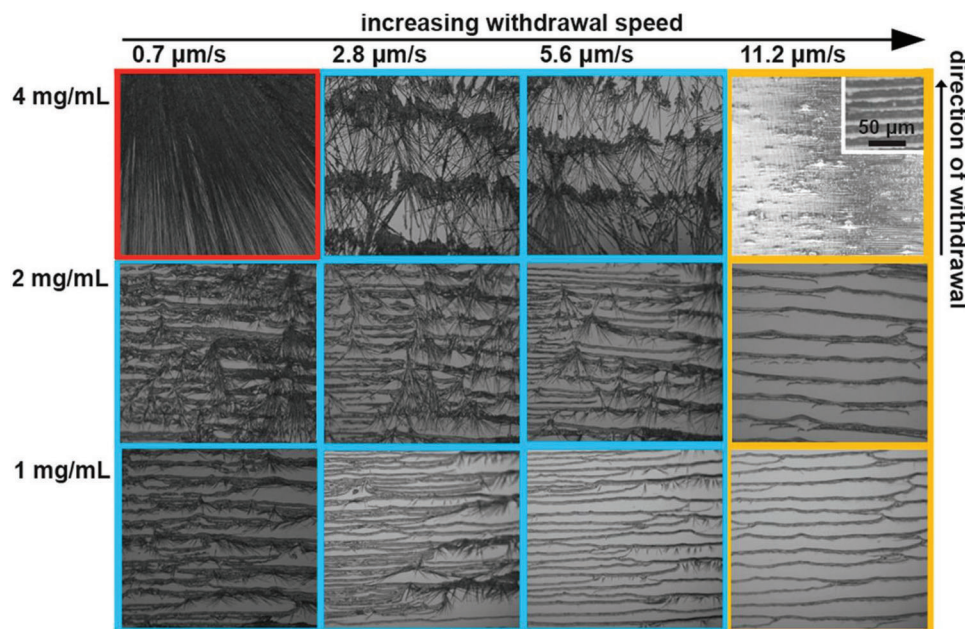 increasing withdrawal speed
0.7 µm/s
2.8 µm/s
5.6 µm/s
11.2 µm/s
4 mg/mL
50 µm
direction of withdrawal
2 mg/mL
1 mg/mL